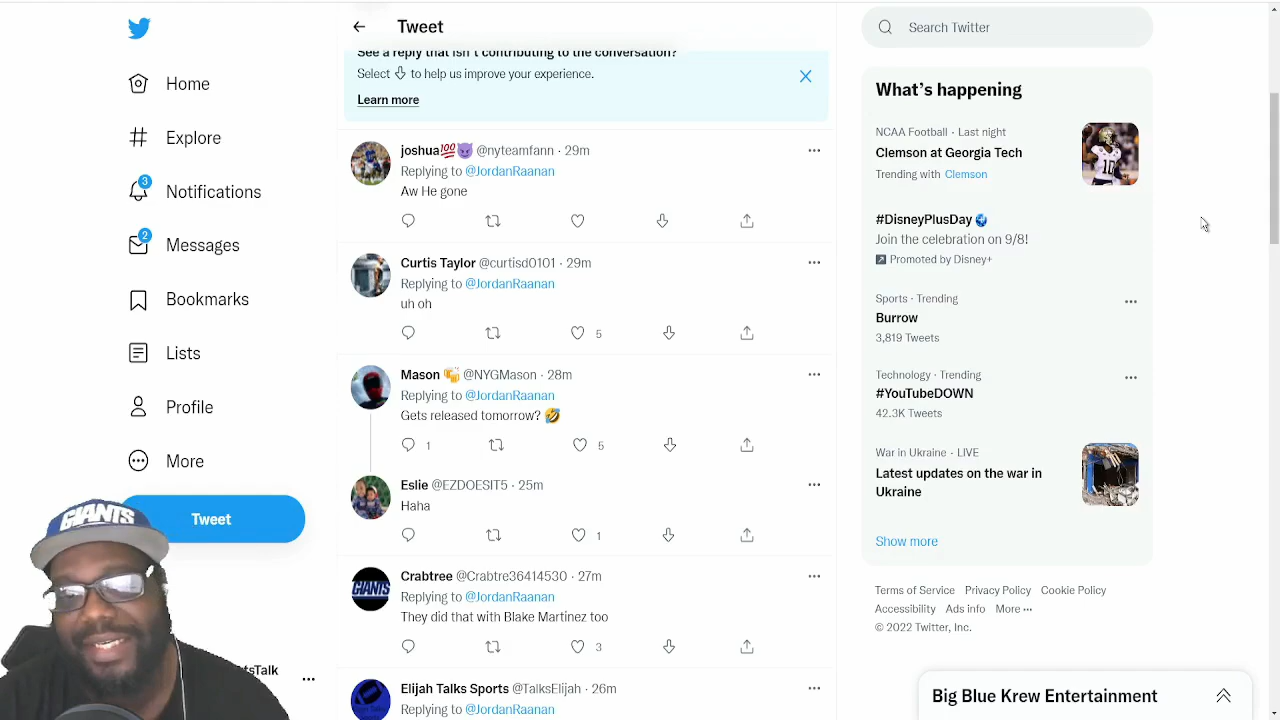 Home
Explore
3
Notifications
2
Messages
Bookmarks
Lists
Profile
More
Tweet
GIANTS
tsTalk
Tweet
See a reply that isn't contributing to the conversation?
Select to help us improve your experience.
Learn more
joshua💯😈 @nyteamfann · 29m
Replying to @JordanRaanan
Aw He gone
Curtis Taylor @curtisd0101 · 29m
Replying to @JordanRaanan
uh oh
5
Mason 🍻 @NYGMason · 28m
Replying to @JordanRaanan
Gets released tomorrow? 🤣
1 5
Eslie @EZDOESIT5 · 25m
Haha
1
GIANTS
Crabtree @Crabtre36414530 · 27m
Replying to @JordanRaanan
They did that with Blake Martinez too
3
Elijah Talks Sports @TalksElijah · 26m
Replying to @JordanRaanan
Search Twitter
What's happening
NCAA Football · Last night
Clemson at Georgia Tech
Trending with Clemson
#DisneyPlusDay
Join the celebration on 9/8!
Promoted by Disney+
Sports · Trending
Burrow
3,819 Tweets
Technology · Trending
#YouTubeDOWN
42.3K Tweets
War in Ukraine · LIVE
Latest updates on the war in
Ukraine
Show more
Terms of Service Privacy Policy Cookie Policy
Accessibility Ads info More ···
© 2022 Twitter, Inc.
Big Blue Krew Entertainment